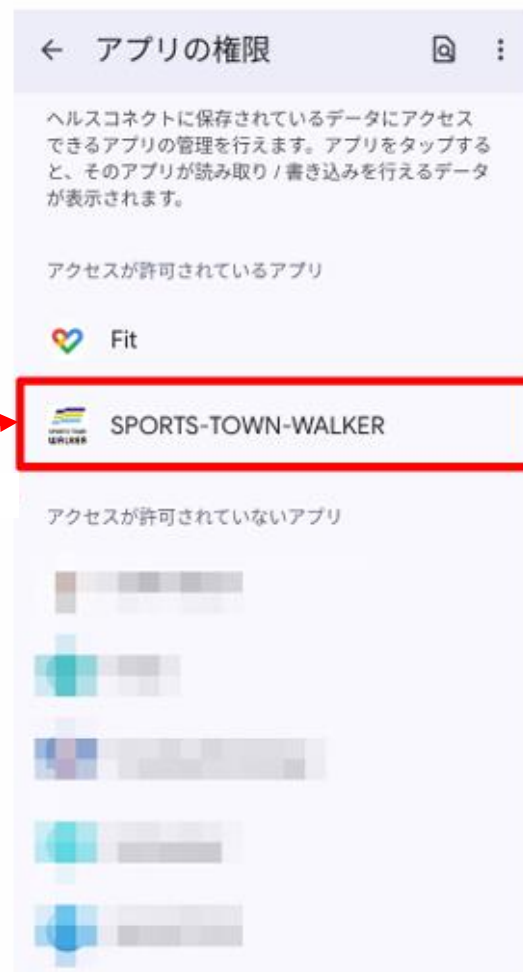 アプリの権限
ヘルスコネクトに保存されているデータにアクセス
できるアプリの管理を行えます。アプリをタップする
と、そのアプリが読み取り / 書き込みを行えるデータ
が表示されます。
アクセスが許可されているアプリ
Fit
SPORTS-TOWN-WALKER
アクセスが許可されていないアプリ